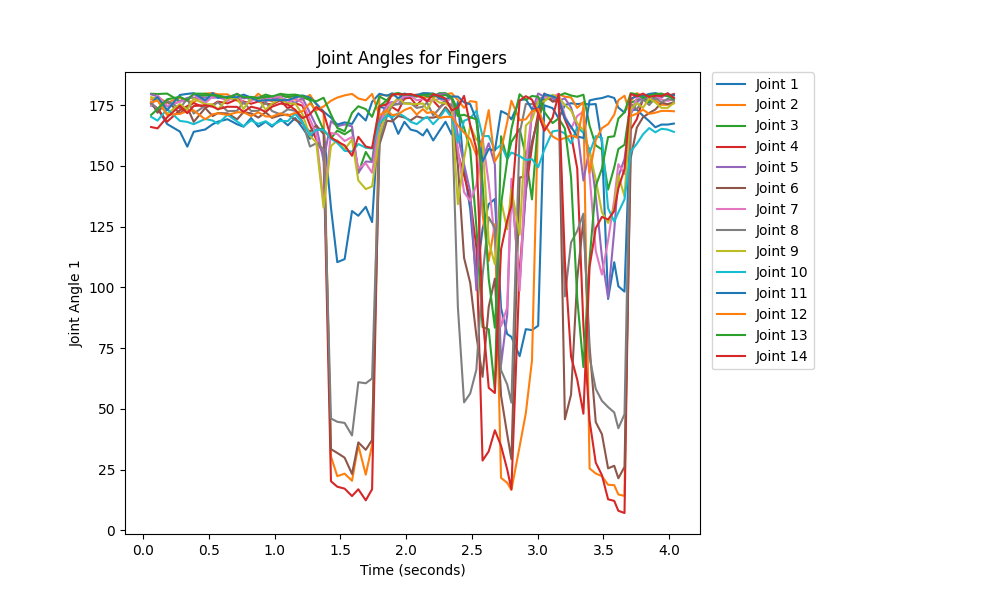 Joint Angles for Fingers
Joint Angle 1
175
150
125
100
75
50
25
0
0.0 0.5 1.0 1.5 2.0 2.5 3.0 3.5 4.0
Time (seconds)
Joint 1
Joint 2
Joint 3
Joint 4
Joint 5
Joint 6
Joint 7
Joint 8
Joint 9
Joint 10
Joint 11
Joint 12
Joint 13
Joint 14